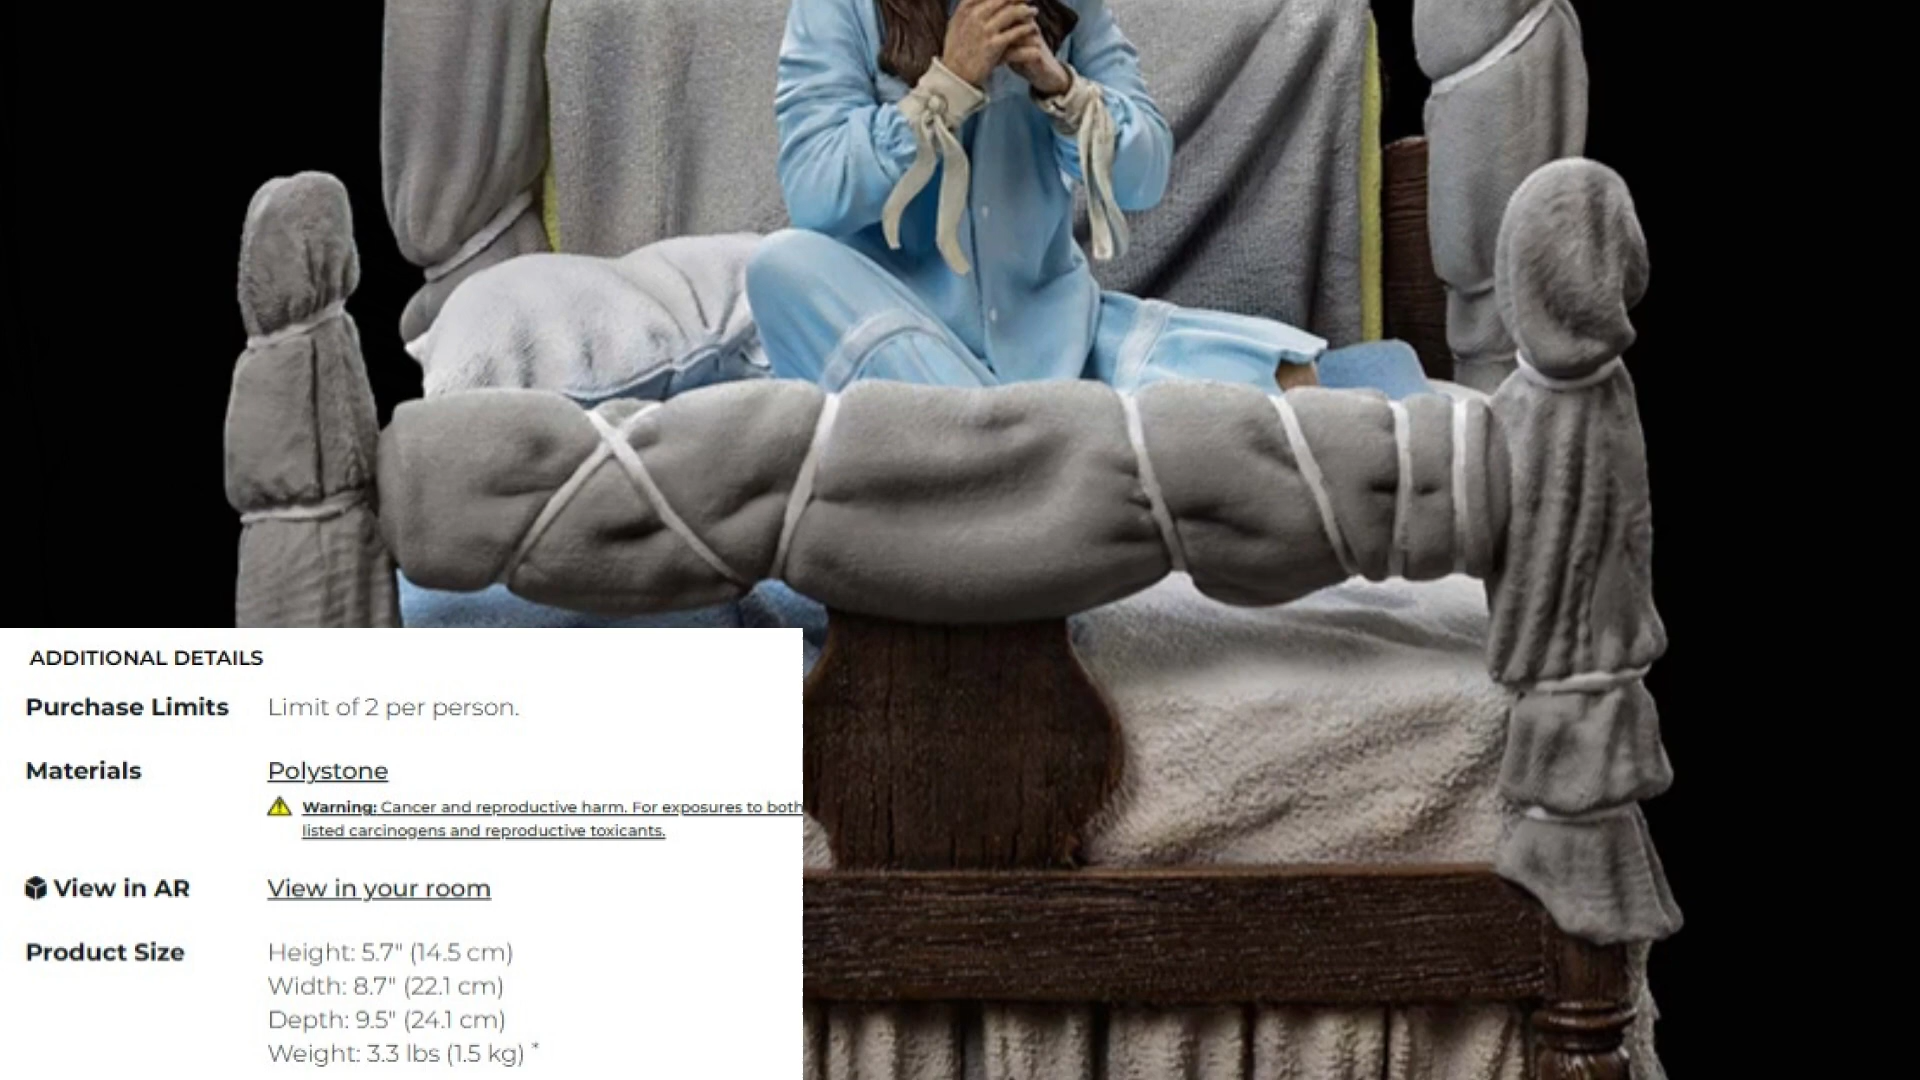 ADDITIONAL DETAILS
Purchase Limits Limit of 2 per person.
Materials Polystone
Warning: Cancer and reproductive harm. For exposures to both
listed carcinogens and reproductive toxicants.
View in AR View in your room
Product Size Height: 5.7" (14.5 cm)
Width: 8.7" (22.1 cm)
Depth: 9.5" (24.1 cm)
Weight: 3.3 lbs (1.5 kg) *